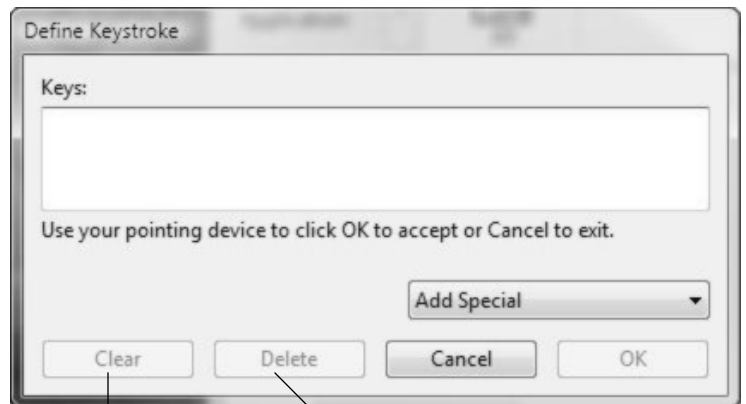 Define Keystroke
Keys:
Use your pointing device to click OK to accept or Cancel to exit.
Add Special
Clear Delete Cancel OK